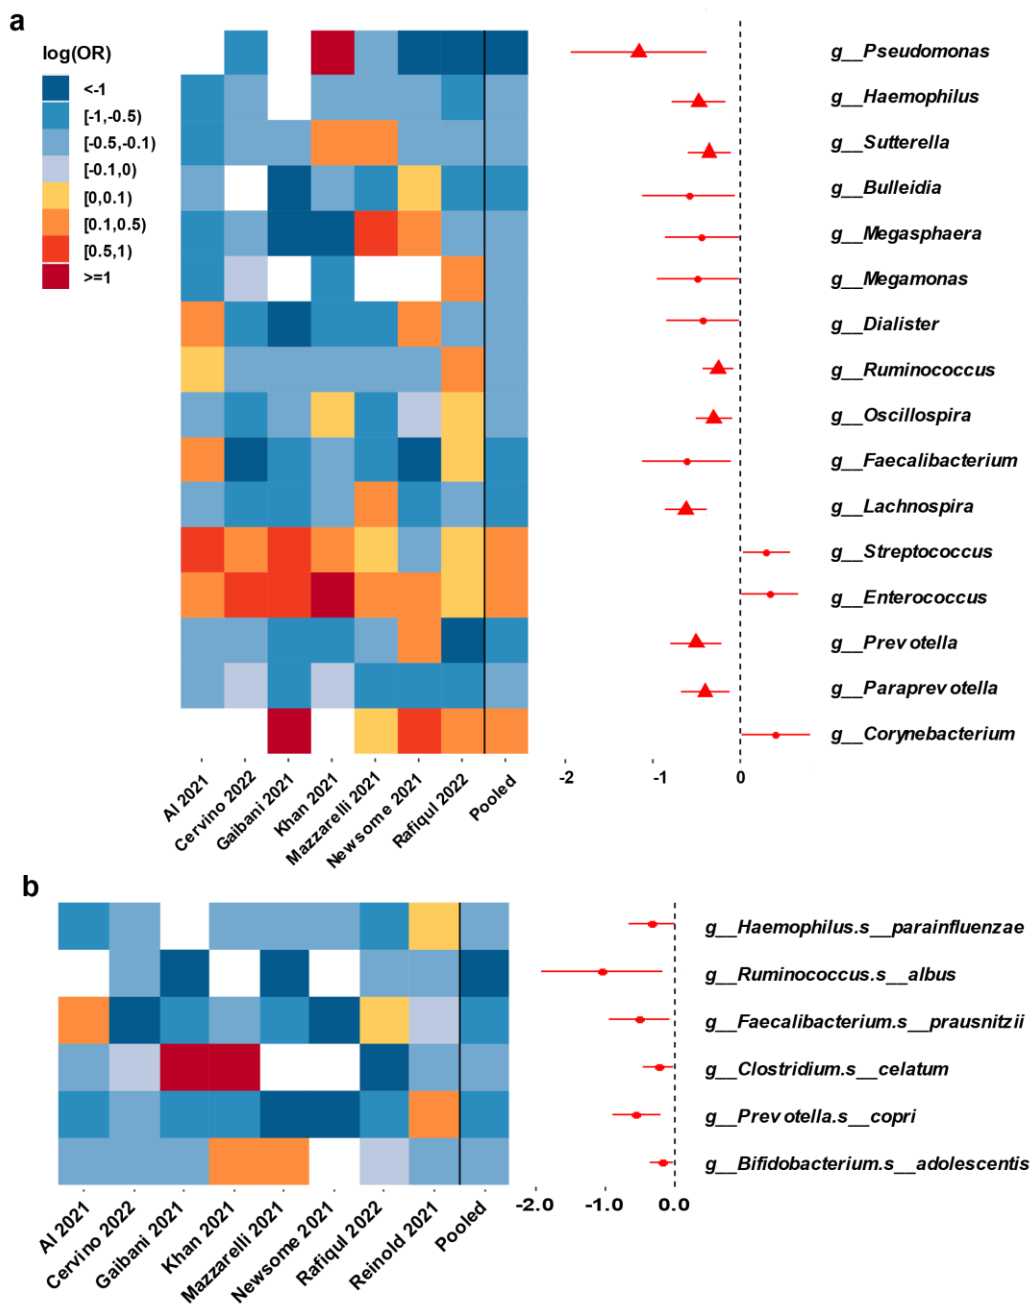 a
log(OR)
<-1
[-1,-0.5)
[-0.5,-0.1)
[-0.1,0)
[0,0.1)
[0.1,0.5)
[0.5,1)
>=1
g__Pseudomonas
g__Haemophilus
g__Sutterella
g__Bulleidia
g__Megasphaera
g__Megamonas
g__Dialister
g__Ruminococcus
g__Oscillospira
g__Faecalibacterium
g__Lachnospira
g__Streptococcus
g__Enterococcus
g__Prevotella
g__Paraprevotella
g__Corynebacterium
Al 2021
Cervino 2022
Gaibani 2021
Khan 2021
Mazzarelli 2021
Newsome 2021
Rafiqul 2022
Pooled
-2 -1 0
b
g__Haemophilus.s__parainfluenzae
g__Ruminococcus.s__albus
g__Faecalibacterium.s__prausnitzii
g__Clostridium.s__celatum
g__Prevotella.s__copri
g__Bifidobacterium.s__adolescentis
Al 2021
Cervino 2022
Gaibani 2021
Khan 2021
Mazzarelli 2021
Newsome 2021
Rafiqul 2022
Reinold 2021
Pooled
-2.0 -1.0 0.0